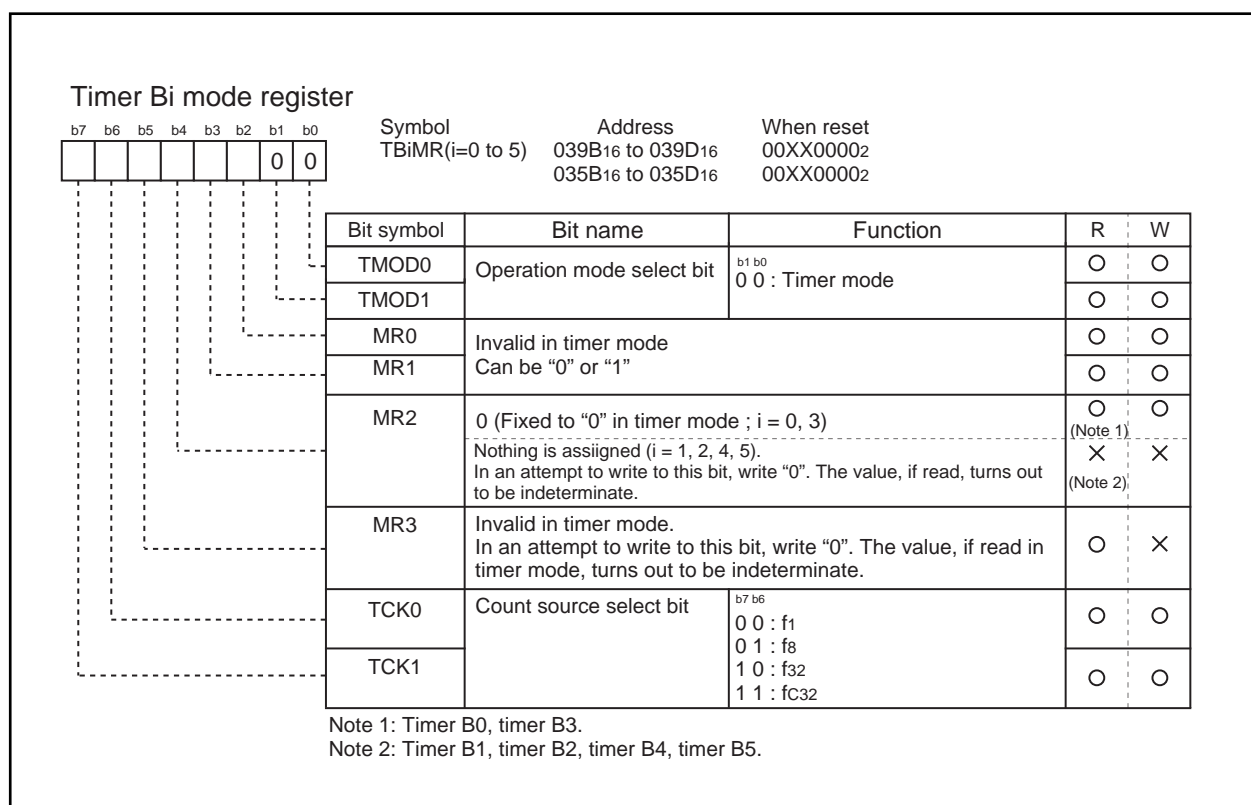 Timer Bi mode register
b7 b6 b5 b4 b3 b2 b1 b0
0 0
Symbol Address When reset
TBiMR(i=0 to 5) 039B16 to 039D16 00XX00002
035B16 to 035D16 00XX00002
Bit symbol Bit name Function R W
TMOD0 Operation mode select bit b1 b0
0 0 : Timer mode
TMOD1
MR0 Invalid in timer mode
MR1 Can be “0” or “1”
MR2 0 (Fixed to “0” in timer mode ; i = 0, 3)
(Note 1)
Nothing is assiigned (i = 1, 2, 4, 5).
In an attempt to write to this bit, write “0”. The value, if read, turns out
to be indeterminate.
(Note 2)
MR3 Invalid in timer mode.
In an attempt to write to this bit, write “0”. The value, if read in
timer mode, turns out to be indeterminate.
TCK0 Count source select bit b7 b6
0 0 : f1
0 1 : f8
TCK1 1 0 : f32
1 1 : fC32
Note 1: Timer B0, timer B3.
Note 2: Timer B1, timer B2, timer B4, timer B5.